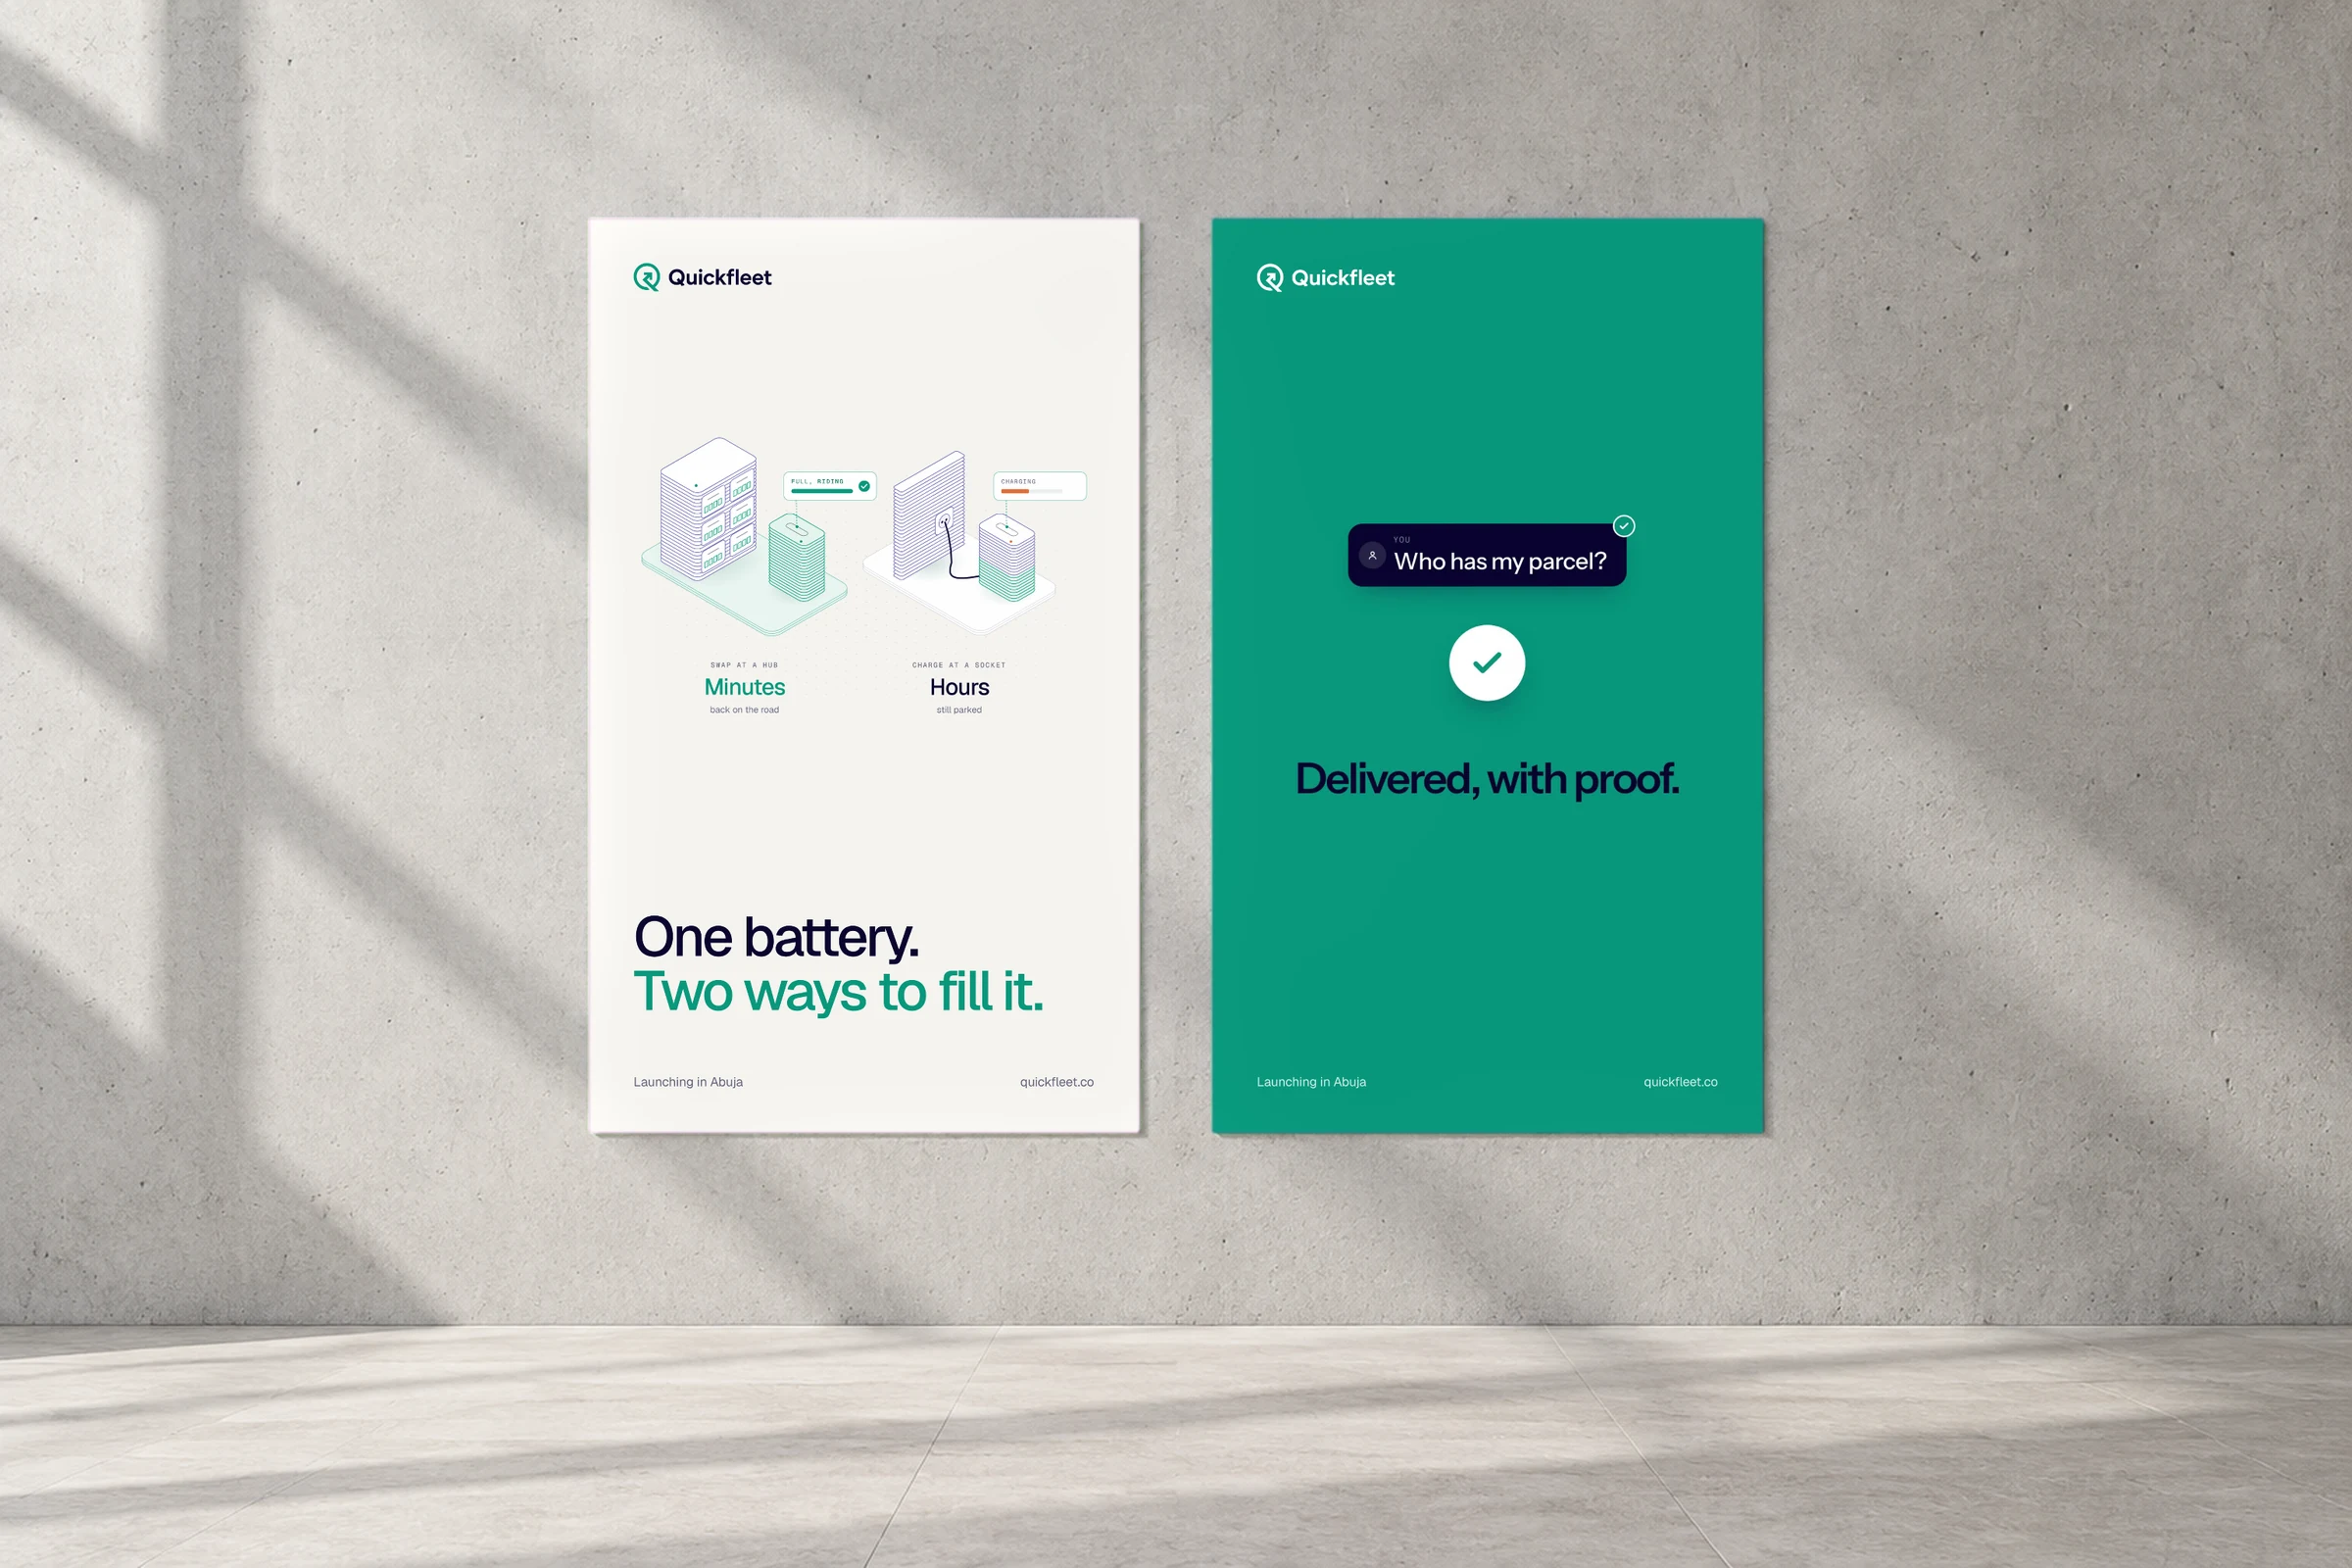 Quickfleet
FULL, RIDING
CHARGING
SWAP AT A HUB
Minutes
back on the road
CHARGE AT A SOCKET
Hours
still parked
One battery.
Two ways to fill it.
Launching in Abuja
quickfleet.co
Quickfleet
YOU
Who has my parcel?
Delivered, with proof.
Launching in Abuja
quickfleet.co